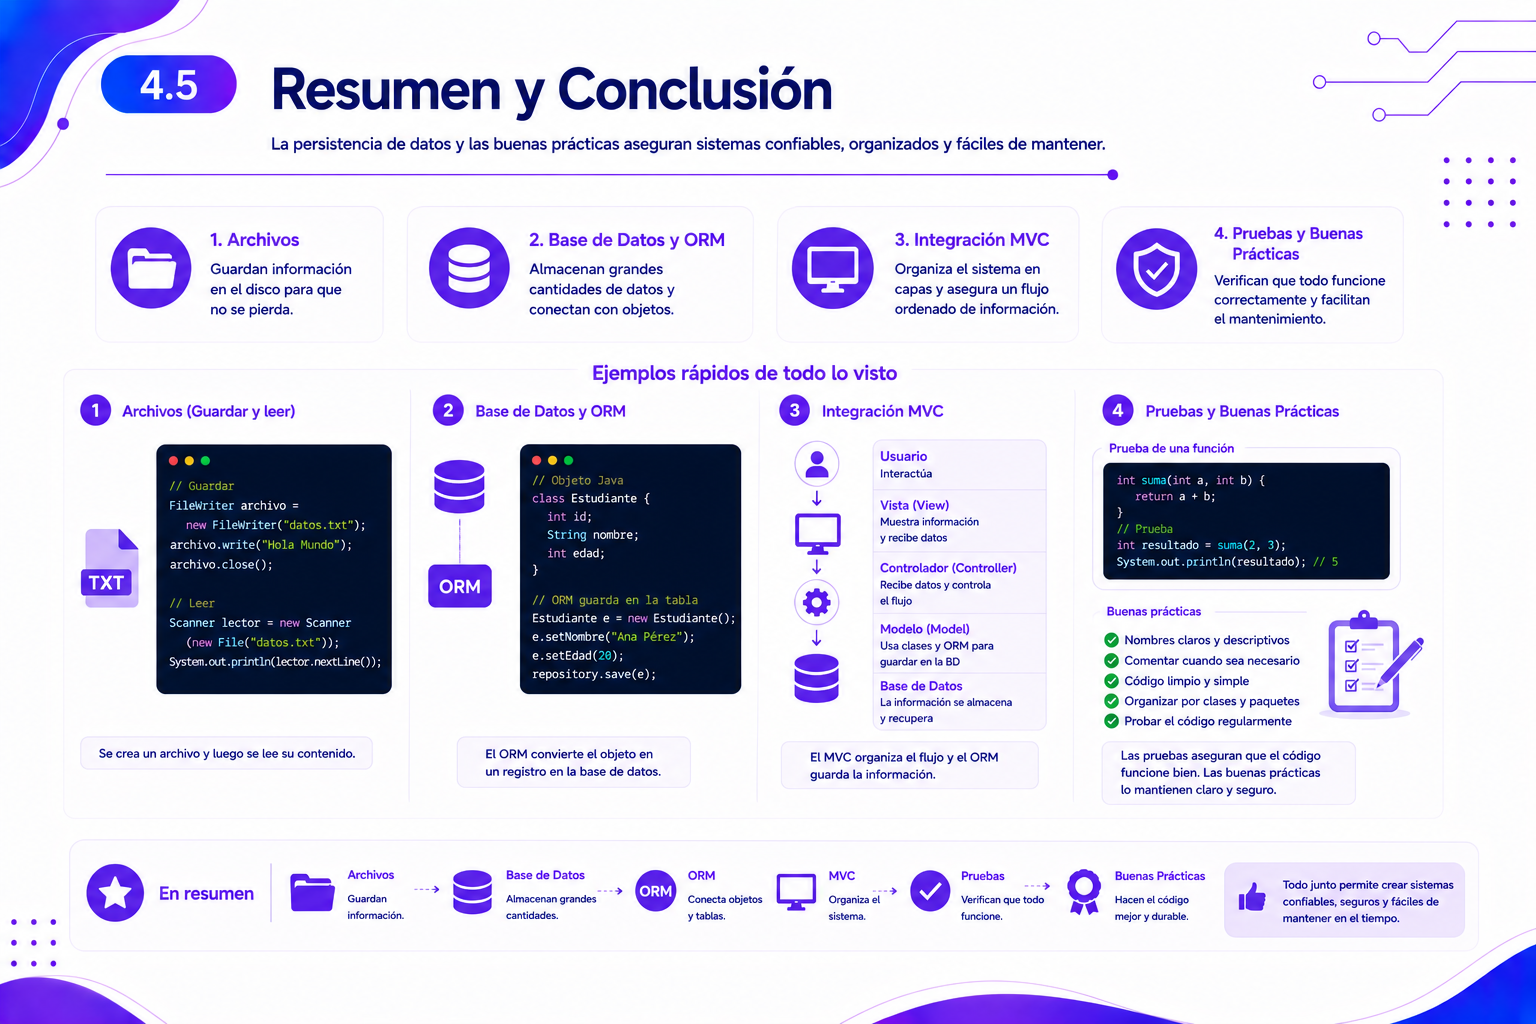 4.5
Resumen y Conclusión
La persistencia de datos y las buenas prácticas aseguran sistemas confiables, organizados y fáciles de mantener.
1. Archivos
Guardan información
en el disco para que
no se pierda.
2. Base de Datos y ORM
Almacenan grandes
cantidades de datos y
conectan con objetos.
3. Integración MVC
Organiza el sistema en
capas y asegura un flujo
ordenado de información.
4. Pruebas y Buenas
Prácticas
Verifican que todo funcione
correctamente y facilitan
el mantenimiento.
Ejemplos rápidos de todo lo visto
1 Archivos (Guardar y leer)
TXT
// Guardar
FileWriter archivo =
new FileWriter("datos.txt");
archivo.write("Hola Mundo");
archivo.close();
// Leer
Scanner lector = new Scanner
(new File("datos.txt"));
System.out.println(lector.nextLine());
Se crea un archivo y luego se lee su contenido.
2 Base de Datos y ORM
ORM
// Objeto Java
class Estudiante {
int id;
String nombre;
int edad;
}
// ORM guarda en la tabla
Estudiante e = new Estudiante();
e.setNombre("Ana Pérez");
e.setEdad(20);
repository.save(e);
El ORM convierte el objeto en
un registro en la base de datos.
3 Integración MVC
Usuario
Interactúa
Vista (View)
Muestra información
y recibe datos
Controlador (Controller)
Recibe datos y controla
el flujo
Modelo (Model)
Usa clases y ORM para
guardar en la BD
Base de Datos
La información se almacena
y recupera
El MVC organiza el flujo y el ORM
guarda la información.
4 Pruebas y Buenas Prácticas
Prueba de una función
int suma(int a, int b) {
return a + b;
}
// Prueba
int resultado = suma(2, 3);
System.out.println(resultado); // 5
Buenas prácticas
Nombres claros y descriptivos
Comentar cuando sea necesario
Código limpio y simple
Organizar por clases y paquetes
Probar el código regularmente
Las pruebas aseguran que el código
funcione bien. Las buenas prácticas
lo mantienen claro y seguro.
En resumen
Archivos
Guardan
información.
Base de Datos
Almacenan grandes
cantidades.
ORM
ORM
Conecta objetos
y tablas.
MVC
Organiza el
sistema.
Pruebas
Verifican que todo
funcione.
Buenas Prácticas
Hacen el código
mejor y durable.
Todo junto permite crear sistemas
confiables, seguros y fáciles de
mantener en el tiempo.